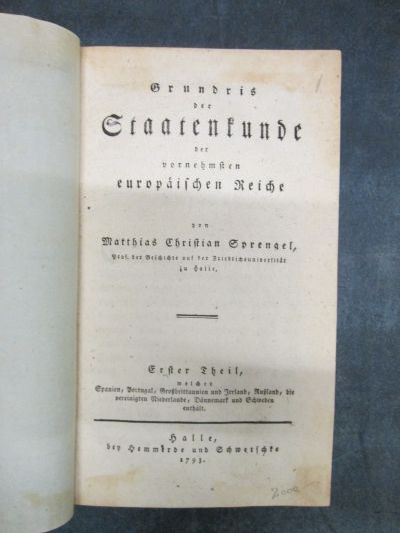 Grundris
der
Staatenkunde
der
vornehmsten
europäischen Reiche
von
Matthias Christian Sprengel,
Prof. der Geschichte auf der Friedrichsuniversität
zu Halle.
Erster Theil,
welcher
Spanien, Portugal, Großbrittannien und Jrrland, Rußland, die
vereinigten Niederlande, Dännemark und Schweden
enthält.
Halle,
bey Hemmerde und Schwetschke
1793.